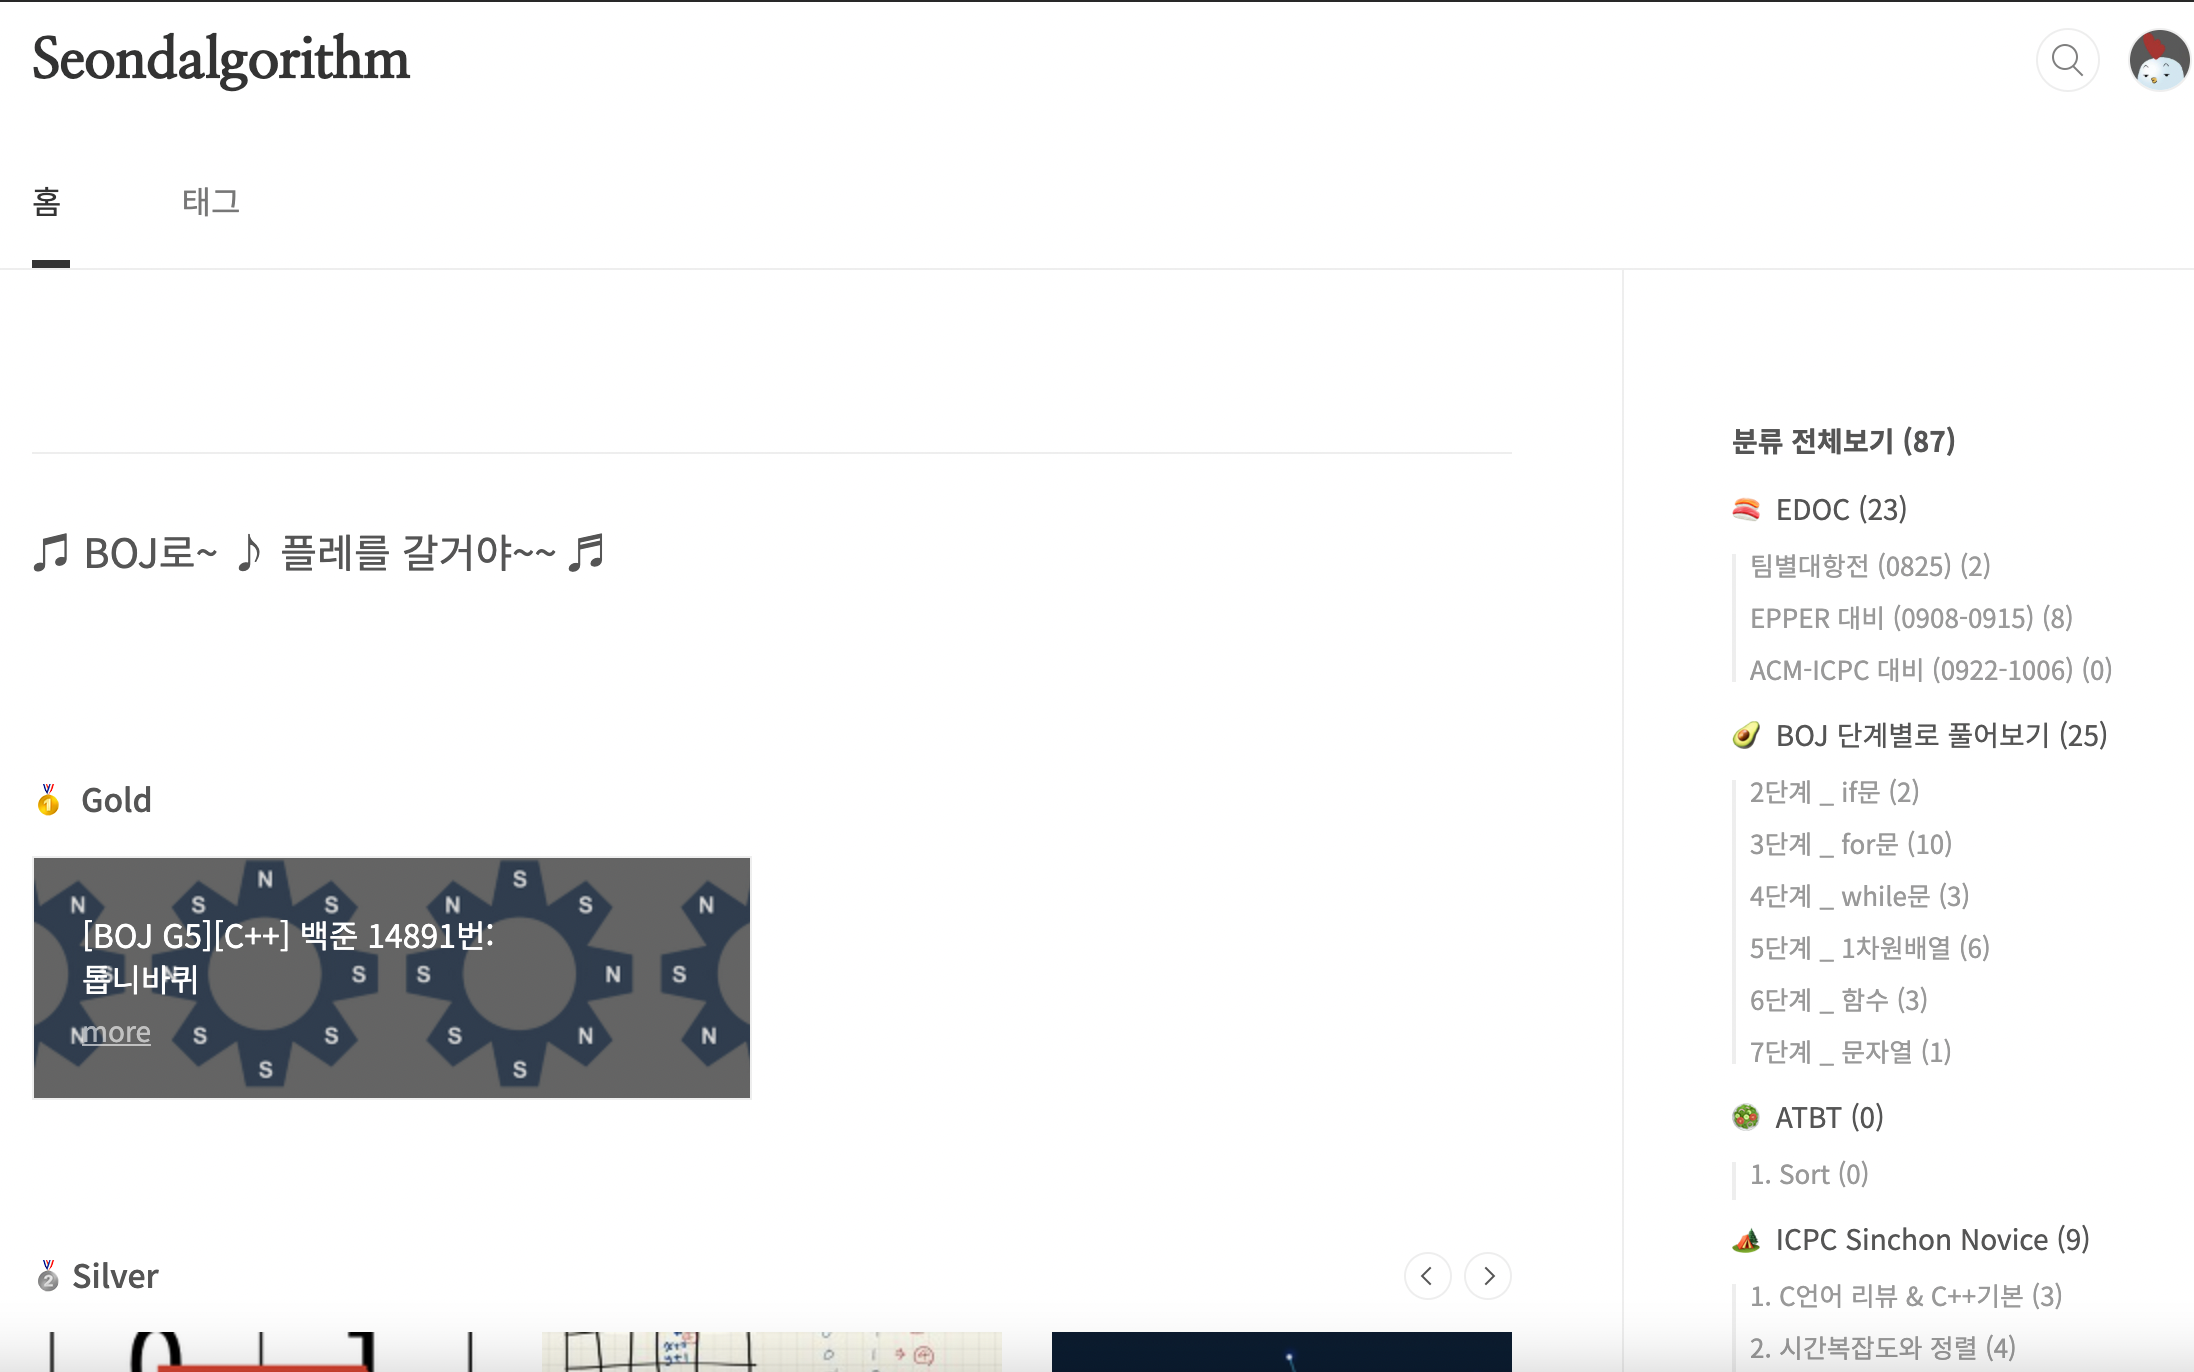 Seondalgorithm
홈
태그
♫ BOJ로~ ♪ 플레를 갈거야~~ ♬
🥇 Gold
N S
N S S N S N
[BOJ G5][C++] 백준 14891번:
톱니바퀴
S S N S
more
N S S S N N
S S
🥈 Silver
분류 전체보기 (87)
🍣 EDOC (23)
팀별대항전 (0825) (2)
EPPER 대비 (0908-0915) (8)
ACM-ICPC 대비 (0922-1006) (0)
🥑 BOJ 단계별로 풀어보기 (25)
2단계 _ if문 (2)
3단계 _ for문 (10)
4단계 _ while문 (3)
5단계 _ 1차원배열 (6)
6단계 _ 함수 (3)
7단계 _ 문자열 (1)
🥗 ATBT (0)
1. Sort (0)
🏕 ICPC Sinchon Novice (9)
1. C언어 리뷰 & C++기본 (3)
2. 시간복잡도와 정렬 (4)